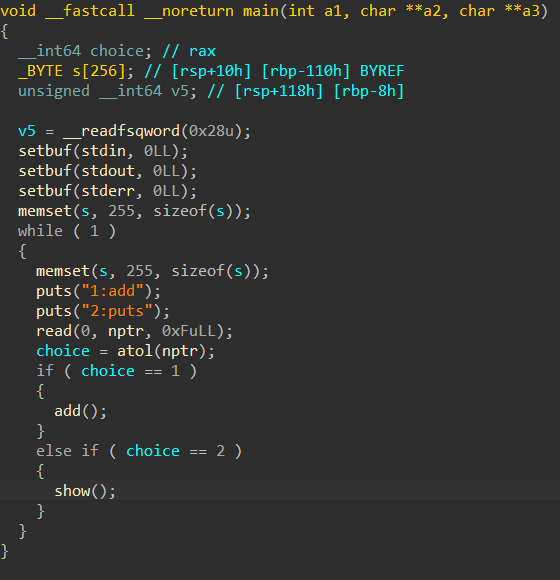 void __fastcall __noreturn main(int a1, char **a2, char **a3)
{
  __int64 choice; // rax
  _BYTE s[256]; // [rsp+10h] [rbp-110h] BYREF
  unsigned __int64 v5; // [rsp+118h] [rbp-8h]

  v5 = __readfsqword(0x28u);
  setbuf(stdin, 0LL);
  setbuf(stdout, 0LL);
  setbuf(stderr, 0LL);
  memset(s, 255, sizeof(s));
  while ( 1 )
  {
    memset(s, 255, sizeof(s));
    puts("1:add");
    puts("2:puts");
    read(0, nptr, 0xFuLL);
    choice = atol(nptr);
    if ( choice == 1 )
    {
      add();
    }
    else if ( choice == 2 )
    {
      show();
    }
  }
}